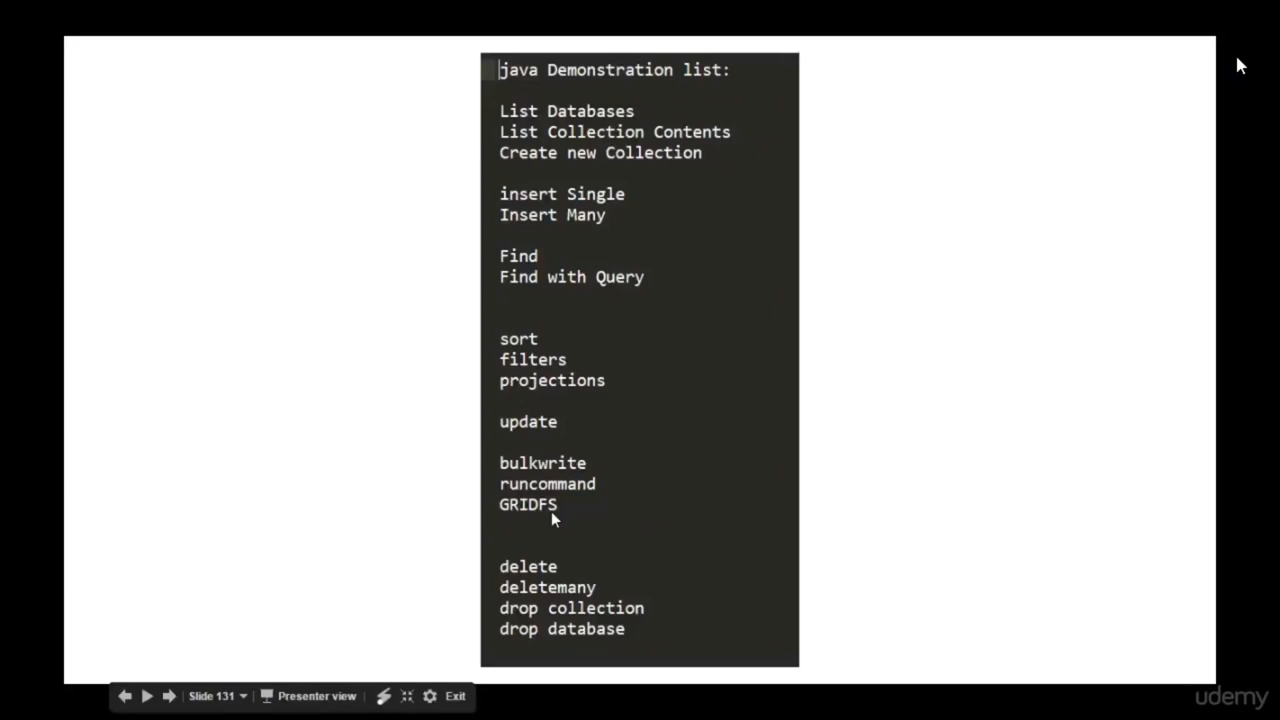 java Demonstration list:
List Databases
List Collection Contents
Create new Collection
insert Single
Insert Many
Find
Find with Query
sort
filters
projections
update
bulkwrite
runcommand
GRIDFS
delete
deletemany
drop collection
drop database
Slide 131
Presenter view
Exit
udemy